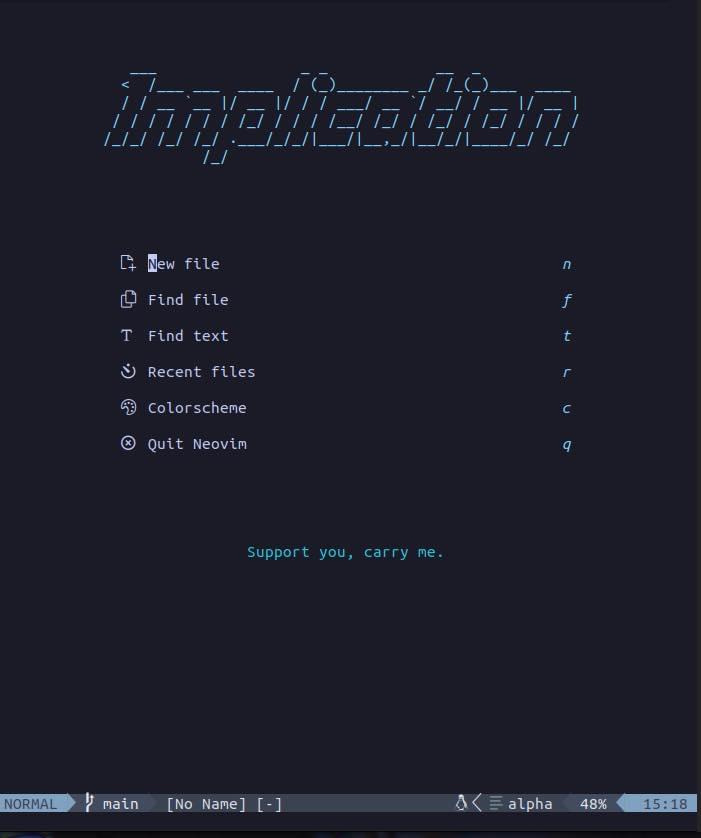 Implication
New file n
Find file f
Find text t
Recent files r
Colorscheme c
Quit Neovim q
Support you, carry me.
NORMAL main [No Name] [-] alpha 48% 15:18